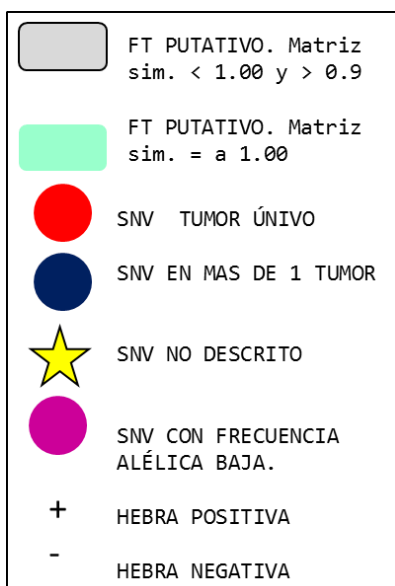 FT PUTATIVO. Matriz
sim. < 1.00 y > 0.9
FT PUTATIVO. Matriz
sim. = a 1.00
SNV TUMOR ÚNIVO
SNV EN MAS DE 1 TUMOR
SNV NO DESCRITO
SNV CON FRECUENCIA
ALÉLICA BAJA.
+ HEBRA POSITIVA
- HEBRA NEGATIVA